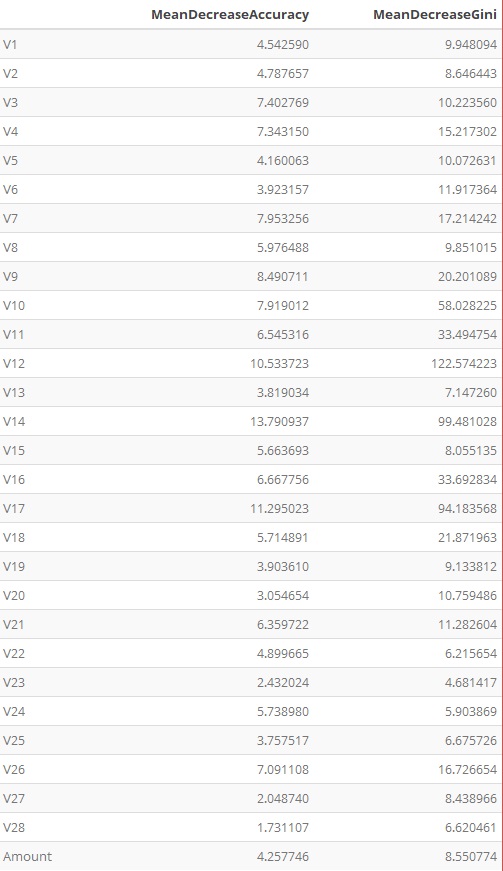 MeanDecreaseAccuracy MeanDecreaseGini
V1 4.542590 9.948094
V2 4.787657 8.646443
V3 7.402769 10.223560
V4 7.343150 15.217302
V5 4.160063 10.072631
V6 3.923157 11.917364
V7 7.953256 17.214242
V8 5.976488 9.851015
V9 8.490711 20.201089
V10 7.919012 58.028225
V11 6.545316 33.494754
V12 10.533723 122.574223
V13 3.819034 7.147260
V14 13.790937 99.481028
V15 5.663693 8.055135
V16 6.667756 33.692834
V17 11.295023 94.183568
V18 5.714891 21.871963
V19 3.903610 9.133812
V20 3.054654 10.759486
V21 6.359722 11.282604
V22 4.899665 6.215654
V23 2.432024 4.681417
V24 5.738980 5.903869
V25 3.757517 6.675726
V26 7.091108 16.726654
V27 2.048740 8.438966
V28 1.731107 6.620461
Amount 4.257746 8.550774